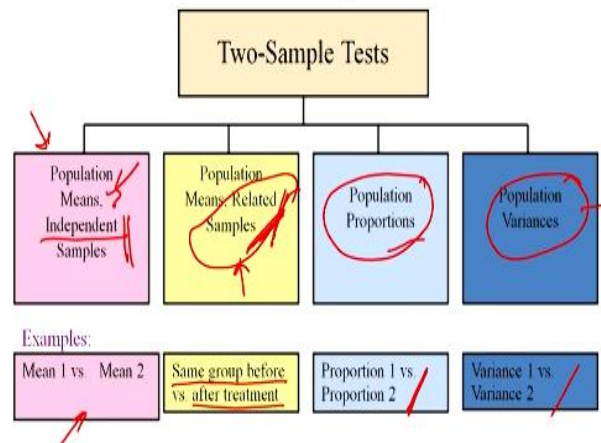 Two-Sample Tests
Population
Means,
Independent
Samples
Population
Means, Related
Samples
Population
Proportions
Population
Variances
Examples:
Mean 1 vs. Mean 2
Same group before
vs. after treatment
Proportion 1 vs.
Proportion 2
Variance 1 vs.
Variance 2